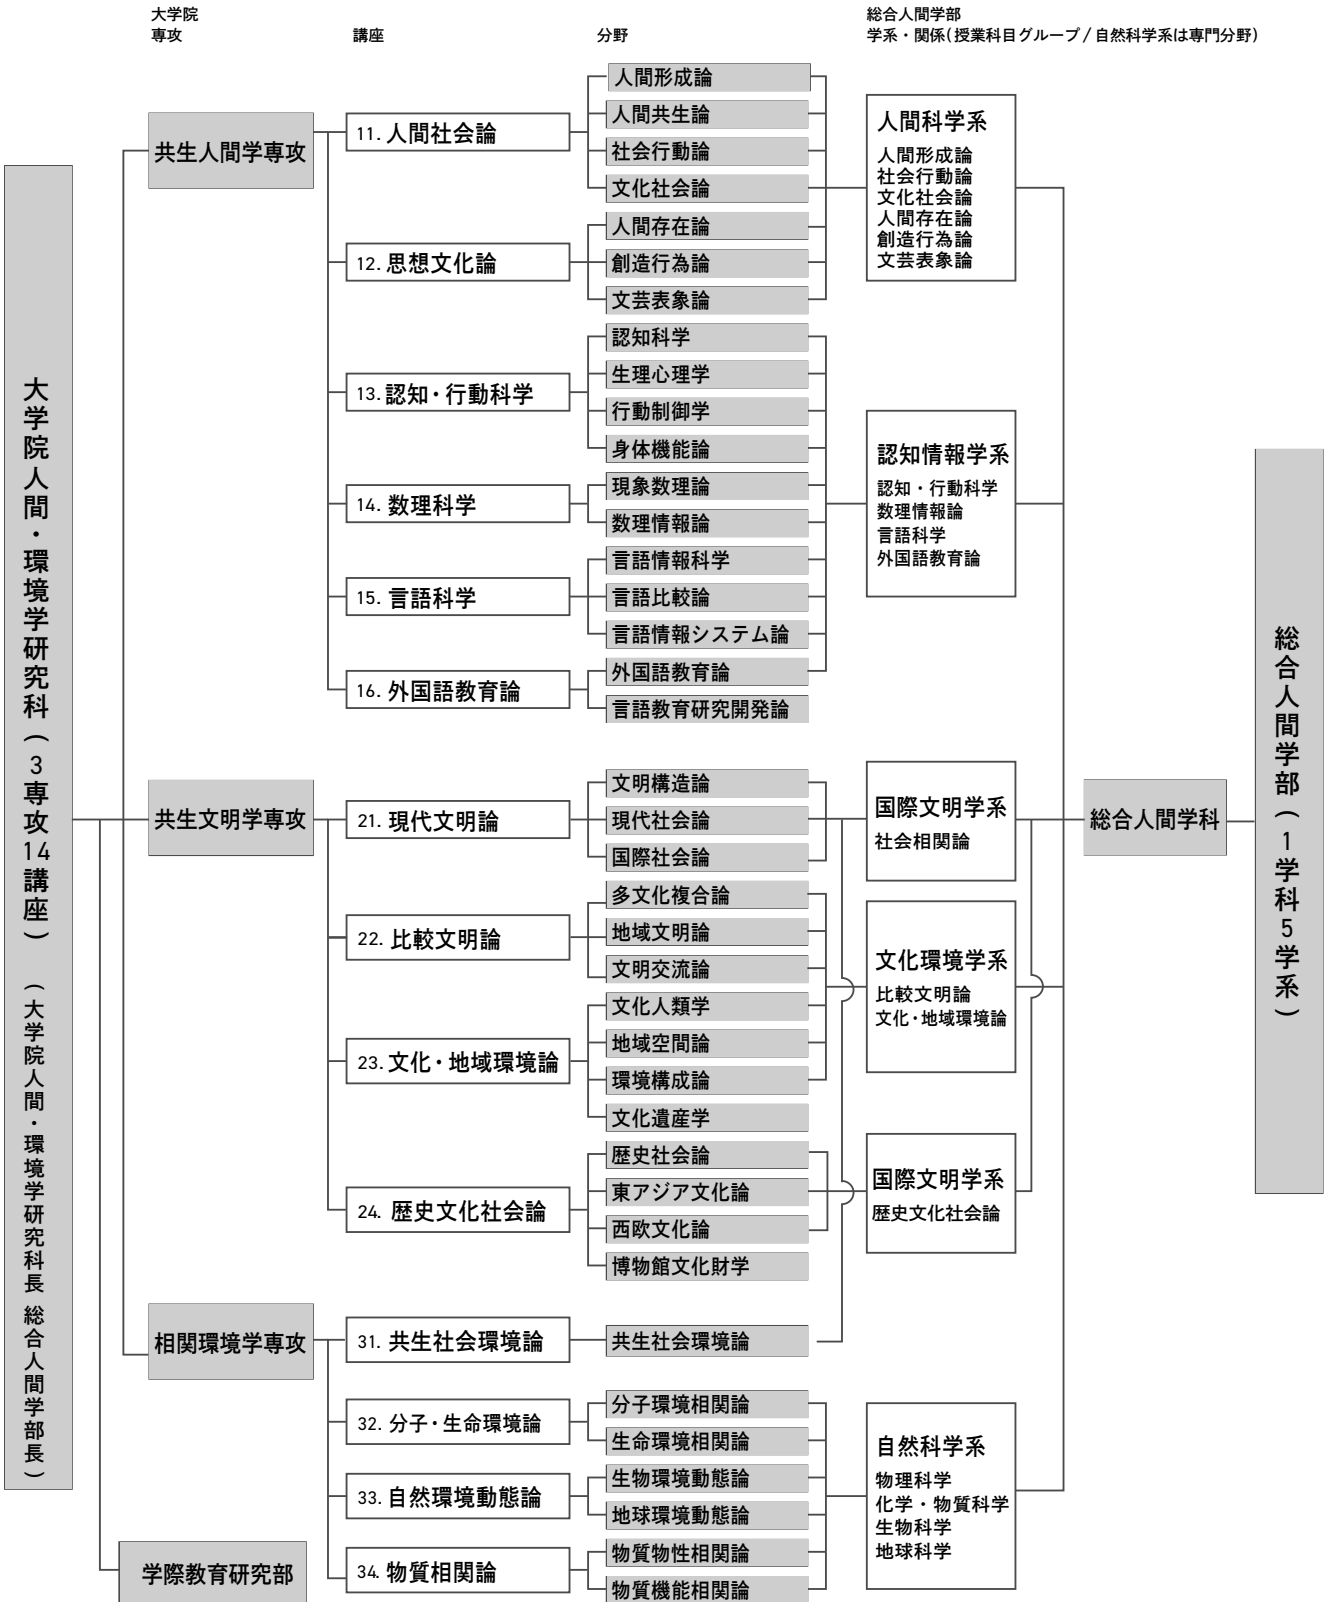 大学院
専攻
講座
分野
総合人間学部
学系・関係(授業科目グループ/自然科学系は専門分野)
大学院人間・環境学研究科(3専攻14講座)
(大学院人間・環境学研究科長 総合人間学部長)
共生人間学専攻
11. 人間社会論
人間形成論
人間共生論
社会行動論
文化社会論
12. 思想文化論
人間存在論
創造行為論
文芸表象論
13. 認知・行動科学
認知科学
生理心理学
行動制御学
身体機能論
14. 数理科学
現象数理論
数理情報論
15. 言語科学
言語情報科学
言語比較論
言語情報システム論
16. 外国語教育論
外国語教育論
言語教育研究開発論
共生文明学専攻
21. 現代文明論
文明構造論
現代社会論
国際社会論
22. 比較文明論
多文化複合論
地域文明論
文明交流論
23. 文化・地域環境論
文化人類学
地域空間論
環境構成論
文化遺産学
24. 歴史文化社会論
歴史社会論
東アジア文化論
西欧文化論
博物館文化財学
相関環境学専攻
31. 共生社会環境論
共生社会環境論
32. 分子・生命環境論
分子環境相関論
生命環境相関論
33. 自然環境動態論
生物環境動態論
地球環境動態論
34. 物質相関論
物質物性相関論
物質機能相関論
学際教育研究部
人間科学系
人間形成論
社会行動論
文化社会論
人間存在論
創造行為論
文芸表象論
認知情報学系
認知・行動科学
数理情報論
言語科学
外国語教育論
国際文明学系
社会相関論
文化環境学系
比較文明論
文化・地域環境論
国際文明学系
歴史文化社会論
自然科学系
物理科学
化学・物質科学
生物科学
地球科学
総合人間学科
総合人間学部(1学科5学系)